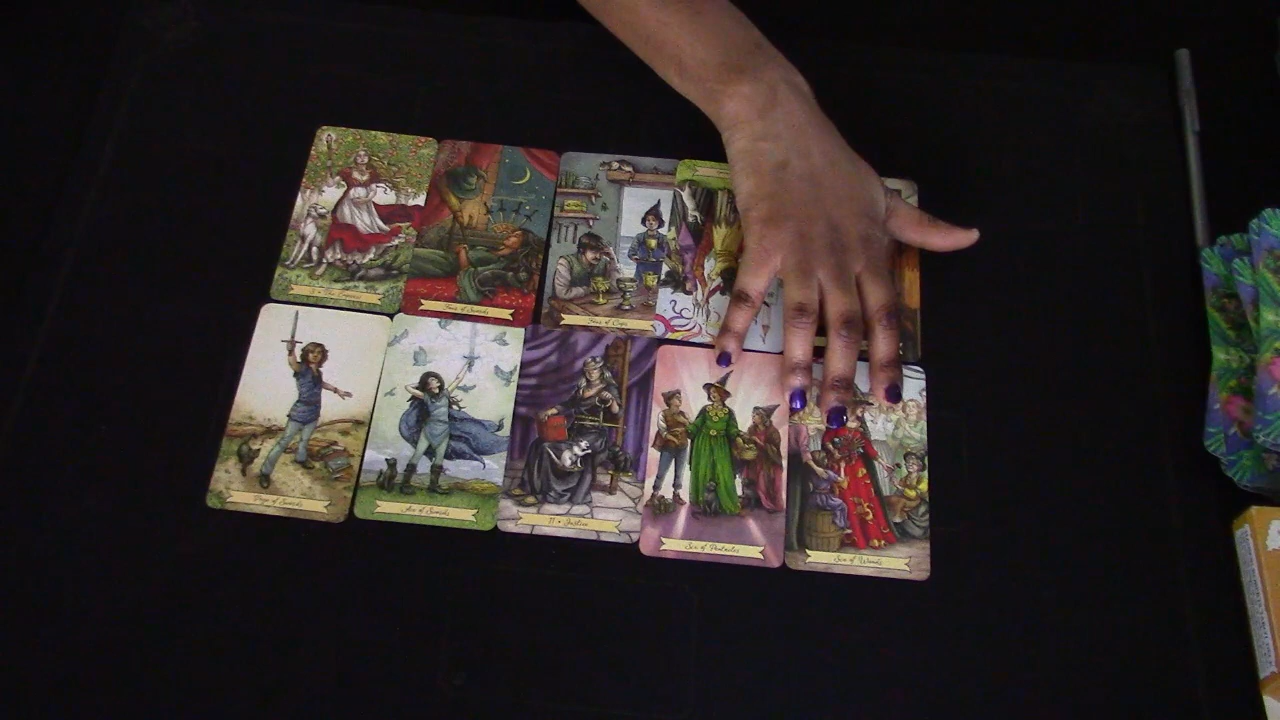 Four of Swords
Four of Cups
Page of Swords
Ace of Swords
11 • Justice
Six of Pentacles
Six of Wands